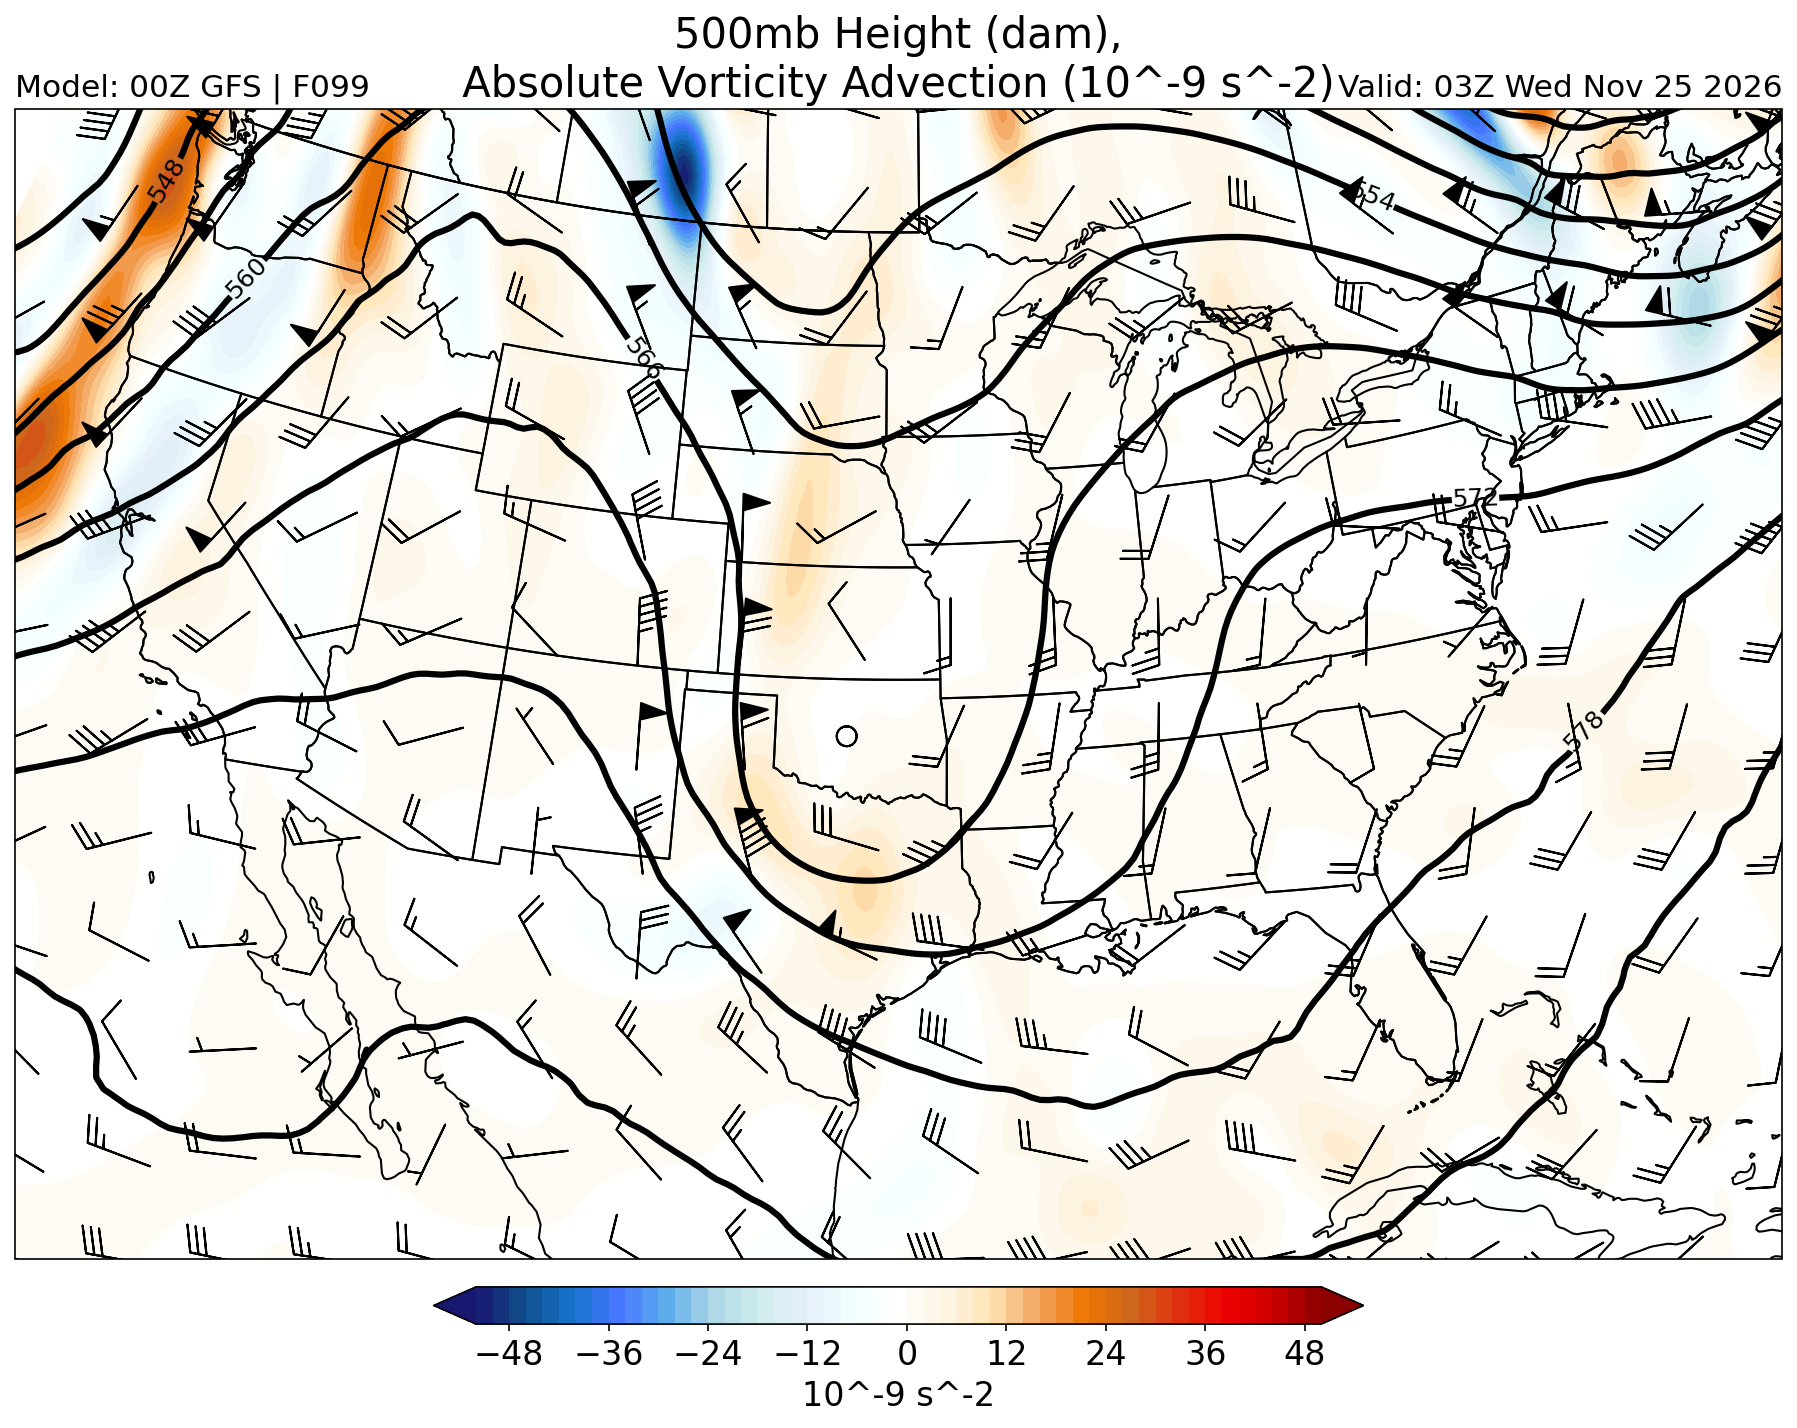 500mb Height (dam),
Absolute Vorticity Advection (10^-9 s^-2)
Model: 00Z GFS | F099
Valid: 03Z Wed Nov 25 2026
548
554
560
566
572
578
−48 −36 −24 −12 0 12 24 36 48
10^-9 s^-2